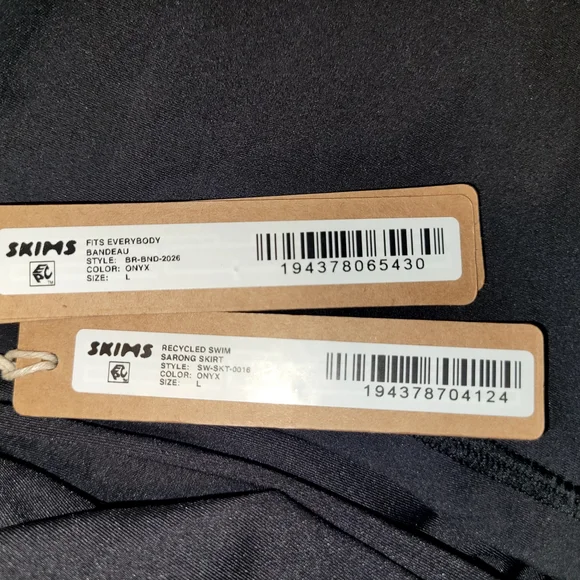 SKIMS
FITS EVERYBODY
BANDEAU
STYLE: BR-BND-2026
COLOR: ONYX
SIZE: L
194378065430
SKIMS
RECYCLED SWIM
SARONG SKIRT
STYLE: SW-SKT-0016
COLOR: ONYX
SIZE: L
194378704124